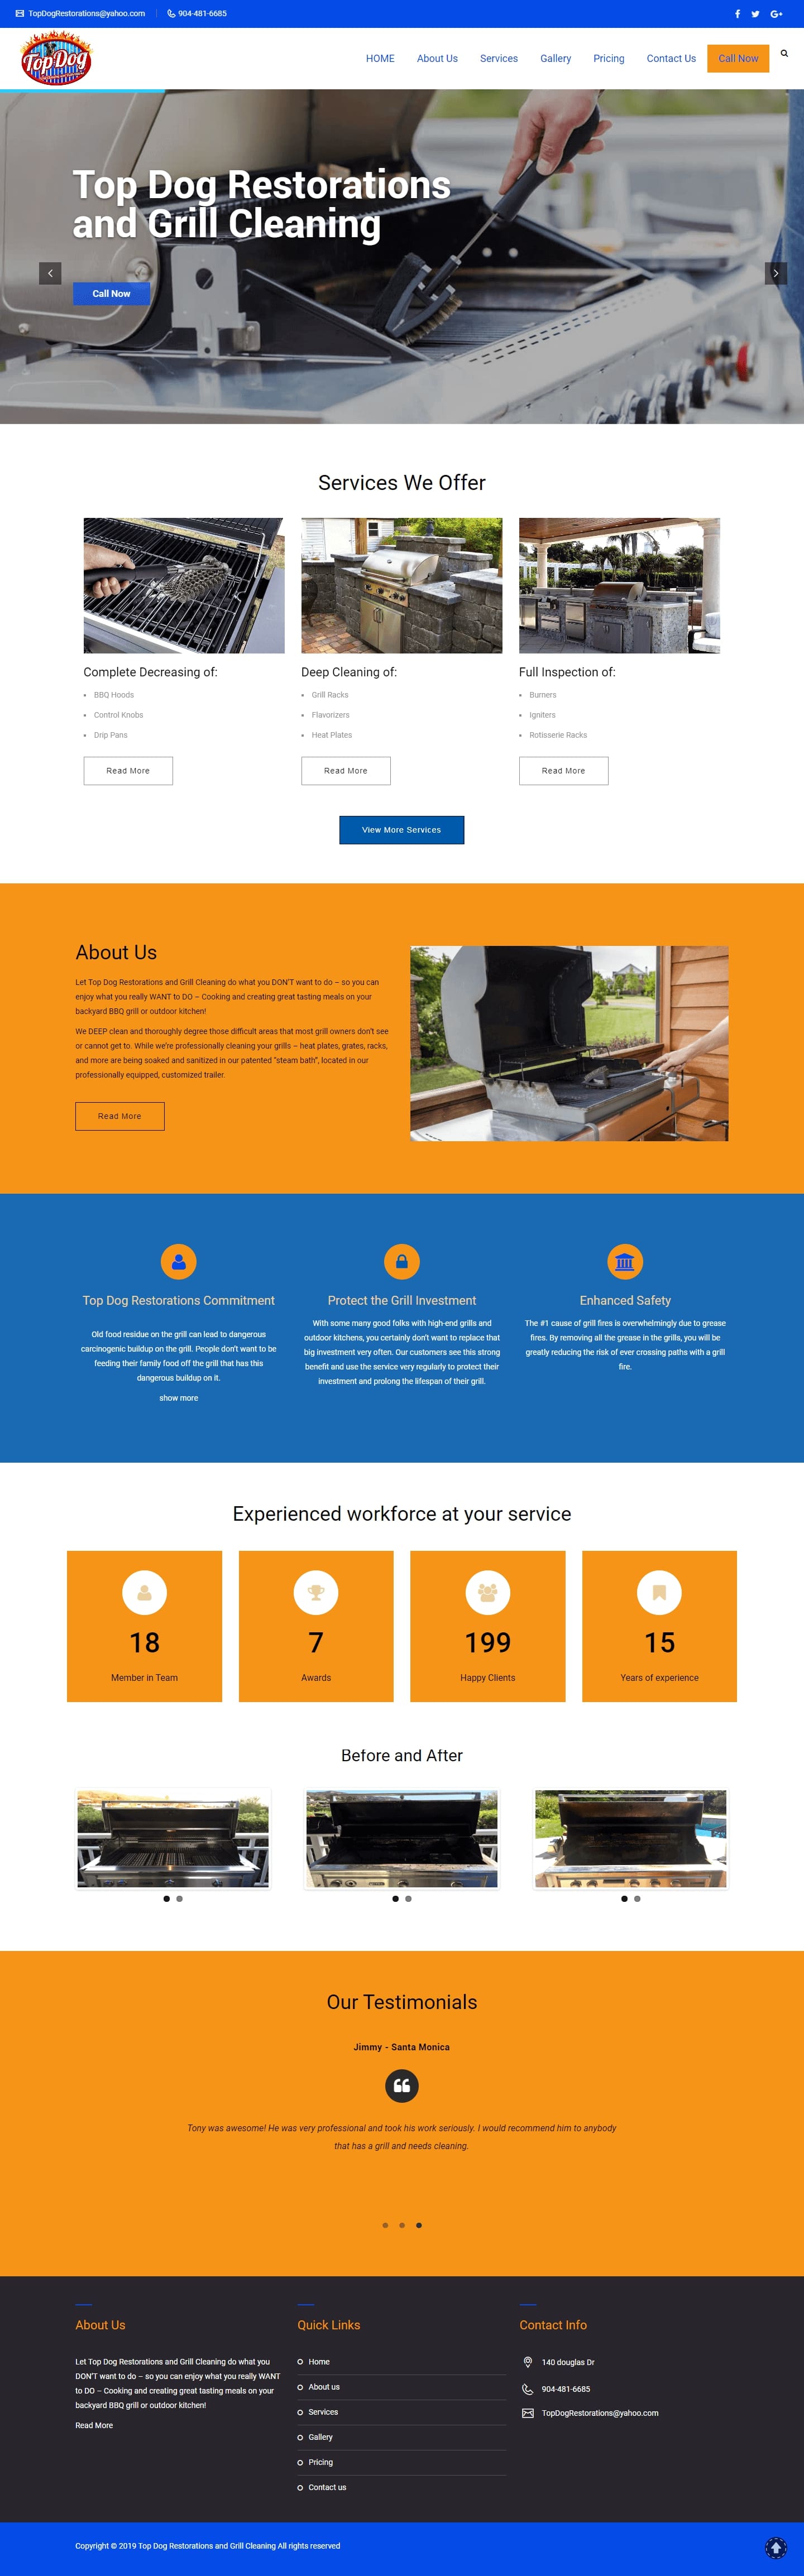 TopDogRestorations@yahoo.com
904-481-6685
TopDog
HOME
About Us
Services
Gallery
Pricing
Contact Us
Call Now
Top Dog Restorations
and Grill Cleaning
Call Now
Services We Offer
Complete Decreasing of:
BBQ Hoods
Control Knobs
Drip Pans
Read More
Deep Cleaning of:
Grill Racks
Flavorizers
Heat Plates
Read More
Full Inspection of:
Burners
Igniters
Rotisserie Racks
Read More
View More Services
About Us
Let Top Dog Restorations and Grill Cleaning do what you DON'T want to do – so you can
enjoy what you really WANT to DO – Cooking and creating great tasting meals on your
backyard BBQ grill or outdoor kitchen!
We DEEP clean and thoroughly degree those difficult areas that most grill owners don't see
or cannot get to. While we're professionally cleaning your grills – heat plates, grates, racks,
and more are being soaked and sanitized in our patented "steam bath", located in our
professionally equipped, customized trailer.
Read More
Top Dog Restorations Commitment
Old food residue on the grill can lead to dangerous
carcinogenic buildup on the grill. People don't want to be
feeding their family food off the grill that has this
dangerous buildup on it.
show more
Protect the Grill Investment
With some many good folks with high-end grills and
outdoor kitchens, you certainly don't want to replace that
big investment very often. Our customers see this strong
benefit and use the service very regularly to protect their
investment and prolong the lifespan of their grill.
Enhanced Safety
The #1 cause of grill fires is overwhelmingly due to grease
fires. By removing all the grease in the grills, you will be
greatly reducing the risk of ever crossing paths with a grill
fire.
Experienced workforce at your service
18
Member in Team
7
Awards
199
Happy Clients
15
Years of experience
Before and After
Our Testimonials
Jimmy - Santa Monica
Tony was awesome! He was very professional and took his work seriously. I would recommend him to anybody
that has a grill and needs cleaning.
About Us
Let Top Dog Restorations and Grill Cleaning do what you
DON'T want to do – so you can enjoy what you really WANT
to DO – Cooking and creating great tasting meals on your
backyard BBQ grill or outdoor kitchen!
Read More
Quick Links
Home
About us
Services
Gallery
Pricing
Contact us
Contact Info
140 douglas Dr
904-481-6685
TopDogRestorations@yahoo.com
Copyright © 2019 Top Dog Restorations and Grill Cleaning All rights reserved